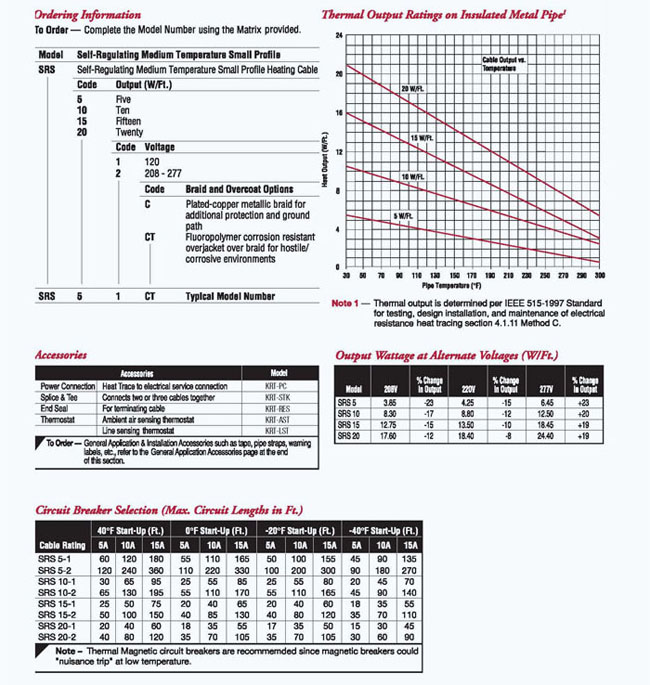 Ordering Information
To Order — Complete the Model Number using the Matrix provided.
Model Self-Regulating Medium Temperature Small Profile
SRS Self-Regulating Medium Temperature Small Profile Heating Cable
Code Output (W/Ft.)
5 Five
10 Ten
15 Fifteen
20 Twenty
Code Voltage
1 120
2 208 - 277
Code Braid and Overcoat Options
C Plated-copper metallic braid for
additional protection and ground
path
CT Fluoropolymer corrosion resistant
overjacket over braid for hostile/
corrosive environments
SRS 5 1 CT Typical Model Number
Thermal Output Ratings on Insulated Metal Pipe¹
Cable Output vs.
Temperature
20 W/Ft.
15 W/Ft.
10 W/Ft.
5 W/Ft.
Heat Output (W/Ft.)
24
20
16
12
8
4
0
30 50 70 90 110 130 150 170 190 210 230 250 270 290 300
Pipe Temperature (°F)
Note 1 — Thermal output is determined per IEEE 515-1997 Standard
for testing, design installation, and maintenance of electrical
resistance heat tracing section 4.1.11 Method C.
Accessories
Accessories Model
Power Connection Heat Trace to electrical service connection KRT-PC
Splice & Tee Connects two or three cables together KRT-STK
End Seal For terminating cable KRT-RES
Thermostat Ambient air sensing thermostat KRT-AST
Line sensing thermostat KRT-LST
To Order — General Application & Installation Accessories such as tape, pipe straps, warning
labels, etc., refer to the General Application Accessories page at the end
of this section.
Output Wattage at Alternate Voltages (W/Ft.)
Model 208V % Change in Output 220V % Change in Output 277V % Change in Output
SRS 5 3.85 -23 4.25 -15 6.45 +23
SRS 10 8.30 -17 8.80 -12 12.50 +20
SRS 15 12.75 -15 13.50 -10 18.45 +19
SRS 20 17.60 -12 18.40 -8 24.40 +19
Circuit Breaker Selection (Max. Circuit Lengths in Ft.)
40°F Start-Up (Ft.) 0°F Start-Up (Ft.) -20°F Start-Up (Ft.) -40°F Start-Up (Ft.)
Cable Rating 5A 10A 15A 5A 10A 15A 5A 10A 15A 5A 10A 15A
SRS 5-1 60 120 180 55 110 165 50 100 155 45 90 135
SRS 5-2 120 240 360 110 220 330 100 200 300 90 180 270
SRS 10-1 30 65 95 25 55 85 25 55 80 20 45 70
SRS 10-2 65 130 195 55 110 170 55 110 165 45 90 140
SRS 15-1 25 50 75 20 40 65 20 40 60 18 35 55
SRS 15-2 50 100 150 40 85 130 40 80 120 35 70 110
SRS 20-1 20 40 60 18 35 55 17 35 50 15 30 45
SRS 20-2 40 80 120 35 70 105 35 70 105 30 60 90
Note - Thermal Magnetic circuit breakers are recommended since magnetic breakers could
"nuisance trip" at low temperature.